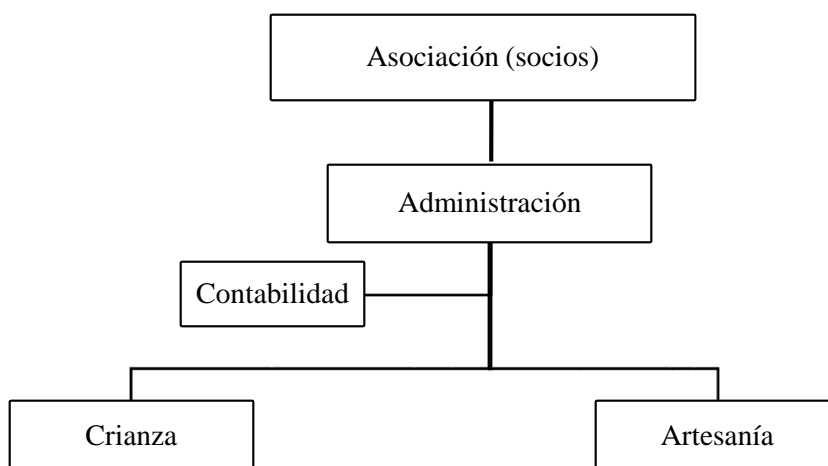 Asociación (socios)
Administración
Contabilidad
Crianza
Artesanía